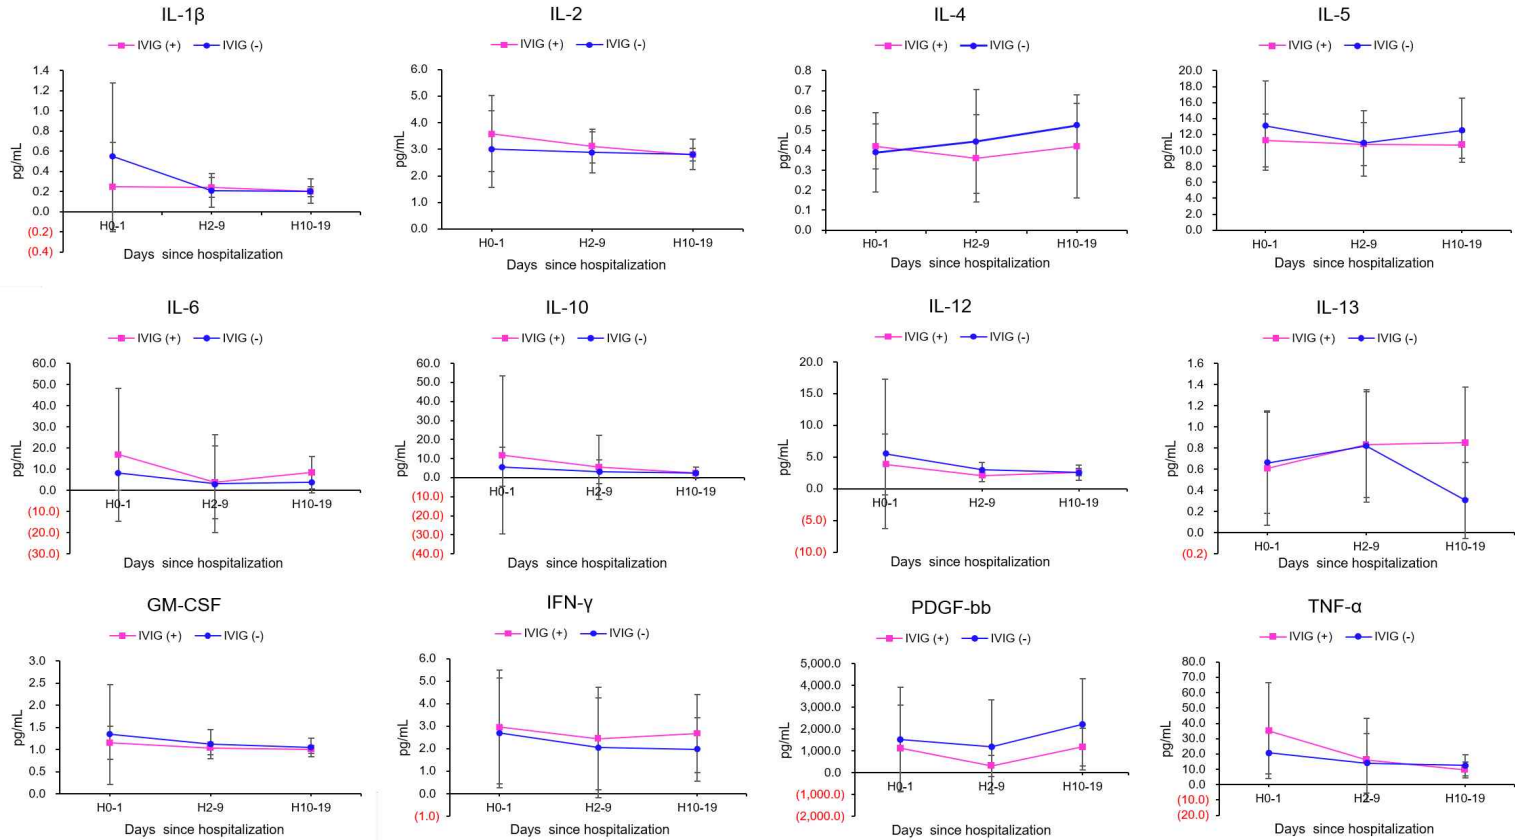 IL-1β
IVIG (+) IVIG (-)
1.4
1.2
1.0
0.8
0.6
0.4
0.2
0.0
(0.2)
(0.4)
pg/mL
H0-1 H2-9 H10-19
Days since hospitalization
IL-2
IVIG (+) IVIG (-)
6.0
5.0
4.0
3.0
2.0
1.0
0.0
pg/mL
H0-1 H2-9 H10-19
Days since hospitalization
IL-4
IVIG (+) IVIG (-)
0.8
0.7
0.6
0.5
0.4
0.3
0.2
0.1
0.0
pg/mL
H0-1 H2-9 H10-19
Days since hospitalization
IL-5
IVIG (+) IVIG (-)
20.0
18.0
16.0
14.0
12.0
10.0
8.0
6.0
4.0
2.0
0.0
pg/mL
H0-1 H2-9 H10-19
Days since hospitalization
IL-6
IVIG (+) IVIG (-)
60.0
50.0
40.0
30.0
20.0
10.0
0.0
(10.0)
(20.0)
(30.0)
pg/mL
H0-1 H2-9 H10-19
Days since hospitalization
IL-10
IVIG (+) IVIG (-)
60.0
50.0
40.0
30.0
20.0
10.0
0.0
(10.0)
(20.0)
(30.0)
(40.0)
pg/mL
H0-1 H2-9 H10-19
Days since hospitalization
IL-12
IVIG (+) IVIG (-)
20.0
15.0
10.0
5.0
0.0
(5.0)
(10.0)
pg/mL
H0-1 H2-9 H10-19
Days since hospitalization
IL-13
IVIG (+) IVIG (-)
1.6
1.4
1.2
1.0
0.8
0.6
0.4
0.2
0.0
(0.2)
pg/mL
H0-1 H2-9 H10-19
Days since hospitalization
GM-CSF
IVIG (+) IVIG (-)
3.0
2.5
2.0
1.5
1.0
0.5
0.0
pg/mL
H0-1 H2-9 H10-19
Days since hospitalization
IFN-γ
IVIG (+) IVIG (-)
6.0
5.0
4.0
3.0
2.0
1.0
0.0
(1.0)
pg/mL
H0-1 H2-9 H10-19
Days since hospitalization
PDGF-bb
IVIG (+) IVIG (-)
5,000.0
4,000.0
3,000.0
2,000.0
1,000.0
0.0
(1,000.0)
(2,000.0)
pg/mL
H0-1 H2-9 H10-19
Days since hospitalization
TNF-α
IVIG (+) IVIG (-)
80.0
70.0
60.0
50.0
40.0
30.0
20.0
10.0
0.0
(10.0)
(20.0)
pg/mL
H0-1 H2-9 H10-19
Days since hospitalization